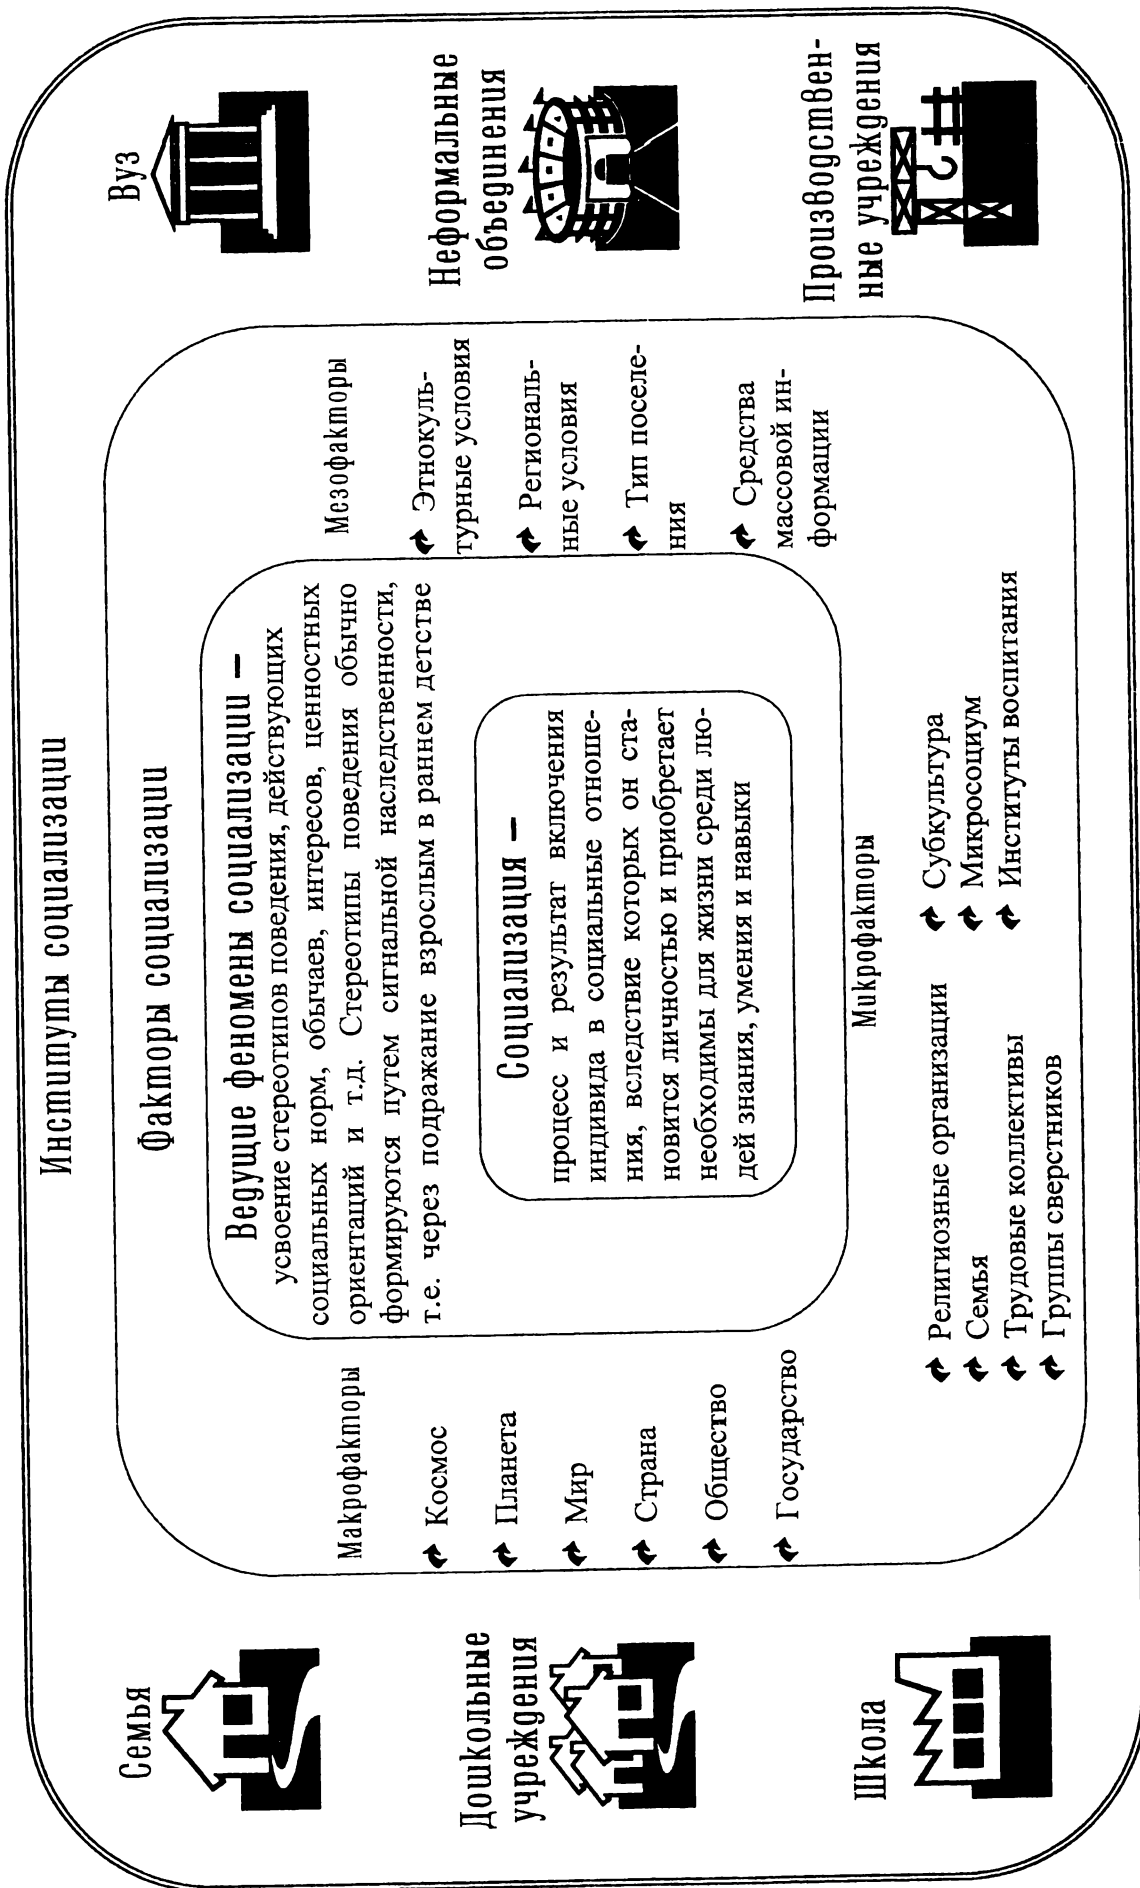 Институты социализации
Семья
Дошкольные
учреждения
Школа
Факторы социализации
Макрофакторы
Космос
Планета
Мир
Страна
Общество
Государство
Ведущие феномены социализации –
усвоение стереотипов поведения, действующих
социальных норм, обычаев, интересов, ценностных
ориентаций и т.д. Стереотипы поведения обычно
формируются путем сигнальной наследственности,
т.е. через подражание взрослым в раннем детстве
Социализация –
процесс и результат включения
индивида в социальные отноше-
ния, вследствие которых он ста-
новится личностью и приобретает
необходимы для жизни среди лю-
дей знания, умения и навыки
Мезофакторы
Этнокуль-
турные условия
Региональ-
ные условия
Тип поселе-
ния
Средства
массовой ин-
формации
Микрофакторы
Религиозные организации
Семья
Трудовые коллективы
Группы сверстников
Субкультура
Микросоциум
Институты воспитания
Вуз
Неформальные
объединения
Производствен-
ные учреждения